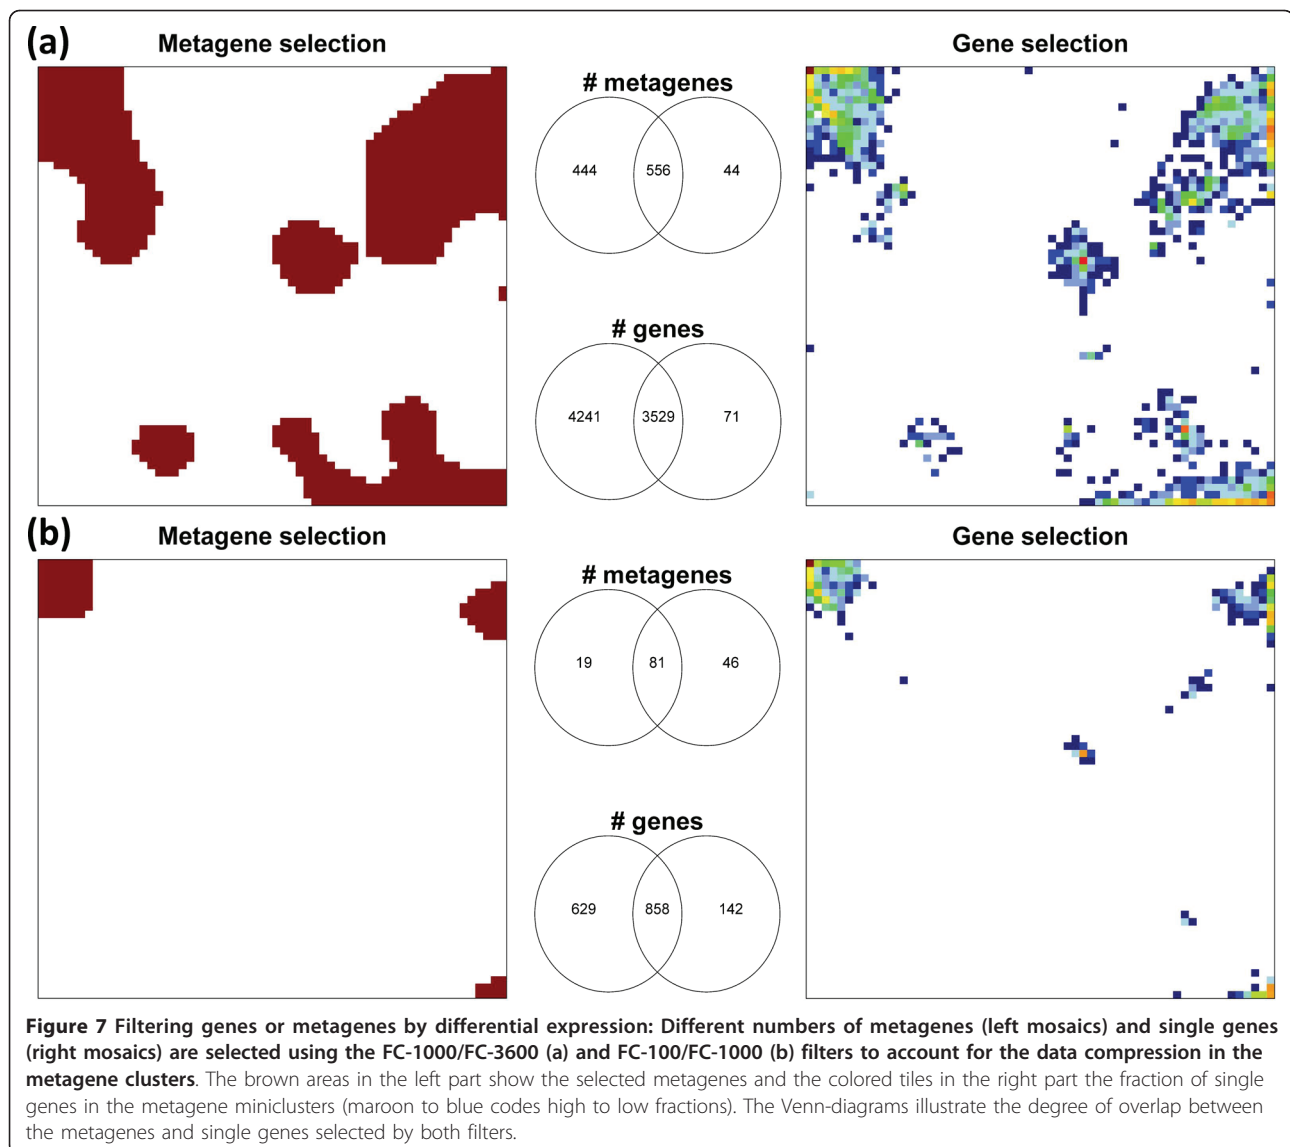 (a)
Metagene selection
Gene selection
# metagenes
444 556 44
# genes
4241 3529 71
(b)
Metagene selection
Gene selection
# metagenes
19 81 46
# genes
629 858 142
Figure 7 Filtering genes or metagenes by differential expression: Different numbers of metagenes (left mosaics) and single genes
(right mosaics) are selected using the FC-1000/FC-3600 (a) and FC-100/FC-1000 (b) filters to account for the data compression in the
metagene clusters. The brown areas in the left part show the selected metagenes and the colored tiles in the right part the fraction of single
genes in the metagene miniclusters (maroon to blue codes high to low fractions). The Venn-diagrams illustrate the degree of overlap between
the metagenes and single genes selected by both filters.